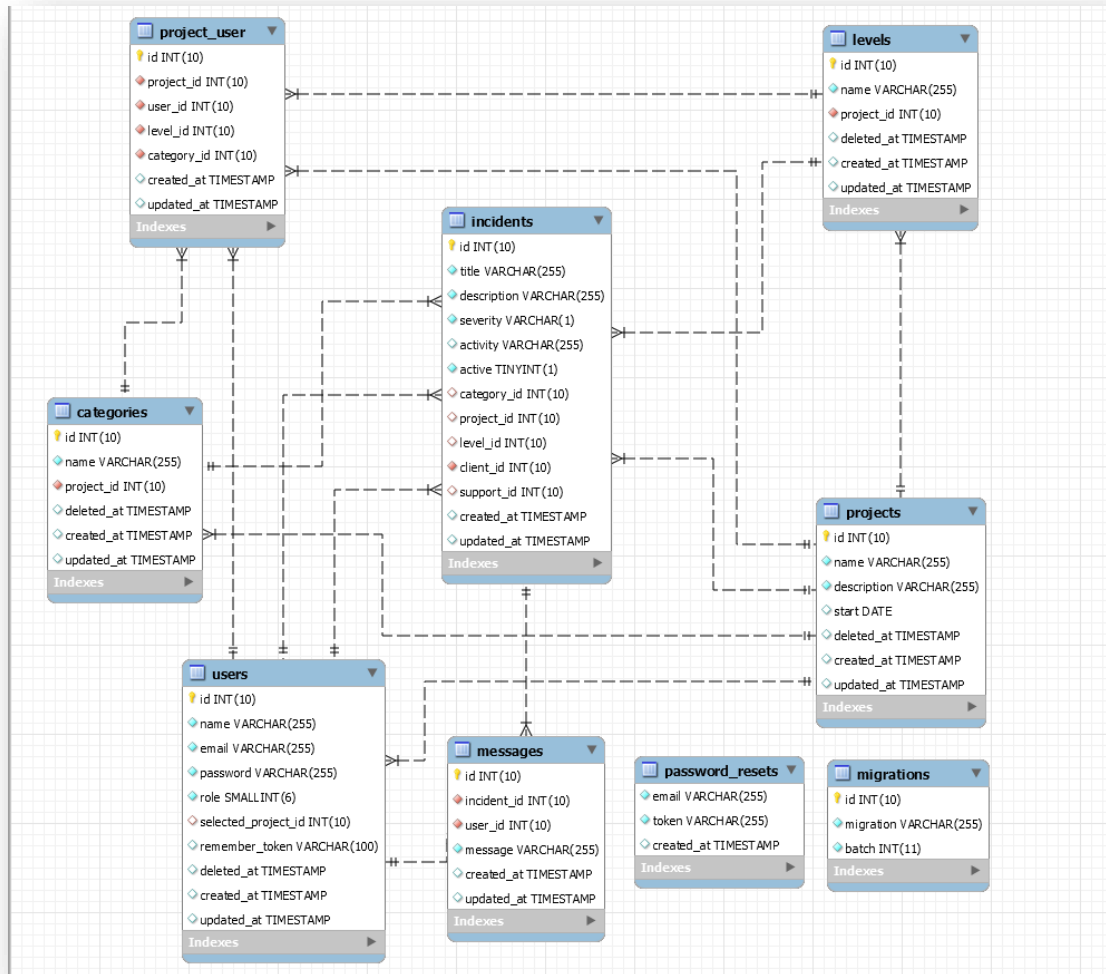 project_user
id INT(10)
project_id INT(10)
user_id INT(10)
level_id INT(10)
category_id INT(10)
created_at TIMESTAMP
updated_at TIMESTAMP
Indexes
levels
id INT(10)
name VARCHAR(255)
project_id INT(10)
deleted_at TIMESTAMP
created_at TIMESTAMP
updated_at TIMESTAMP
Indexes
incidents
id INT(10)
title VARCHAR(255)
description VARCHAR(255)
severity VARCHAR(1)
activity VARCHAR(255)
active TINYINT(1)
category_id INT(10)
project_id INT(10)
level_id INT(10)
client_id INT(10)
support_id INT(10)
created_at TIMESTAMP
updated_at TIMESTAMP
Indexes
categories
id INT(10)
name VARCHAR(255)
project_id INT(10)
deleted_at TIMESTAMP
created_at TIMESTAMP
updated_at TIMESTAMP
Indexes
projects
id INT(10)
name VARCHAR(255)
description VARCHAR(255)
start DATE
deleted_at TIMESTAMP
created_at TIMESTAMP
updated_at TIMESTAMP
Indexes
users
id INT(10)
name VARCHAR(255)
email VARCHAR(255)
password VARCHAR(255)
role SMALLINT(6)
selected_project_id INT(10)
remember_token VARCHAR(100)
deleted_at TIMESTAMP
created_at TIMESTAMP
updated_at TIMESTAMP
Indexes
messages
id INT(10)
incident_id INT(10)
user_id INT(10)
message VARCHAR(255)
created_at TIMESTAMP
updated_at TIMESTAMP
Indexes
password_resets
email VARCHAR(255)
token VARCHAR(255)
created_at TIMESTAMP
Indexes
migrations
id INT(10)
migration VARCHAR(255)
batch INT(11)
Indexes